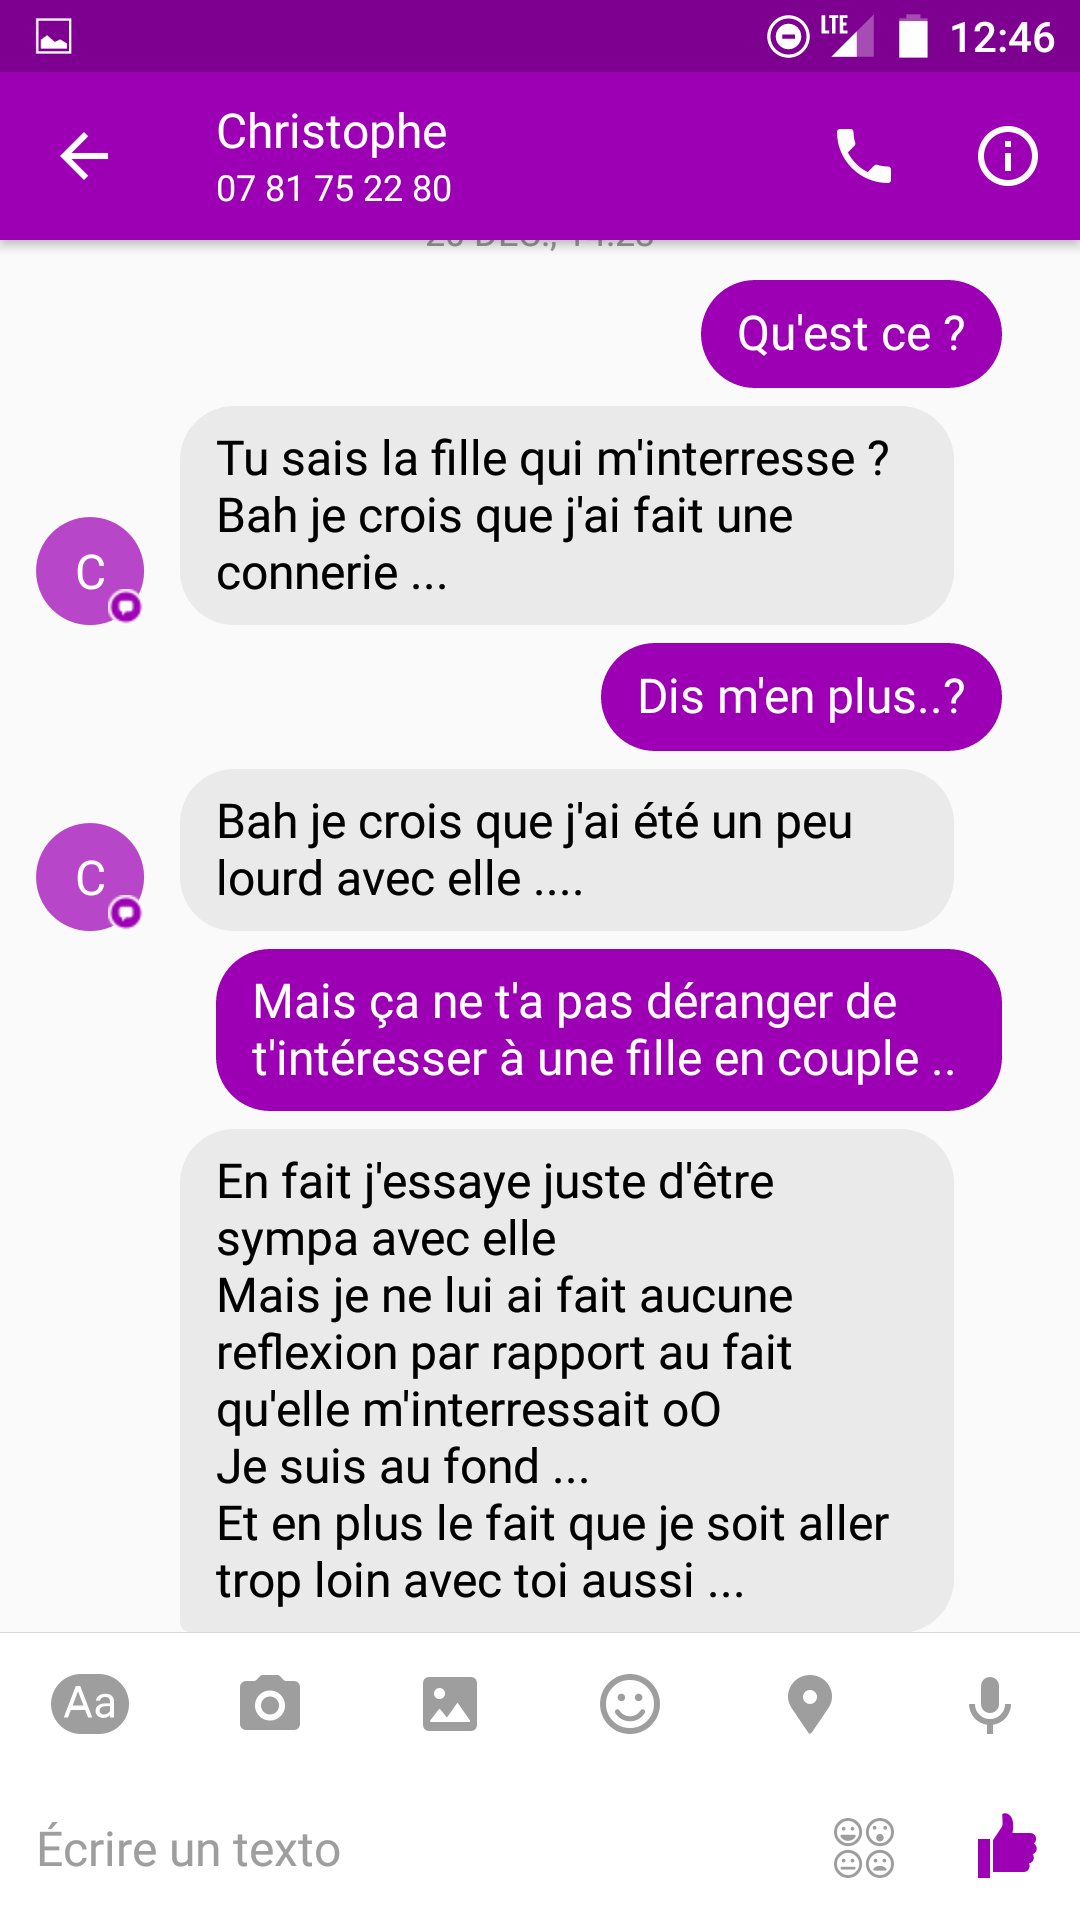 LTE 12:46
Christophe
07 81 75 22 80
Qu'est ce ?
Tu sais la fille qui m'interresse ?
Bah je crois que j'ai fait une
connerie ...
C
Dis m'en plus..?
Bah je crois que j'ai été un peu
lourd avec elle ....
C
Mais ça ne t'a pas déranger de
t'intéresser à une fille en couple ..
En fait j'essaye juste d'être
sympa avec elle
Mais je ne lui ai fait aucune
reflexion par rapport au fait
qu'elle m'interressait oO
Je suis au fond ...
Et en plus le fait que je soit aller
trop loin avec toi aussi ...
Aa
Écrire un texto